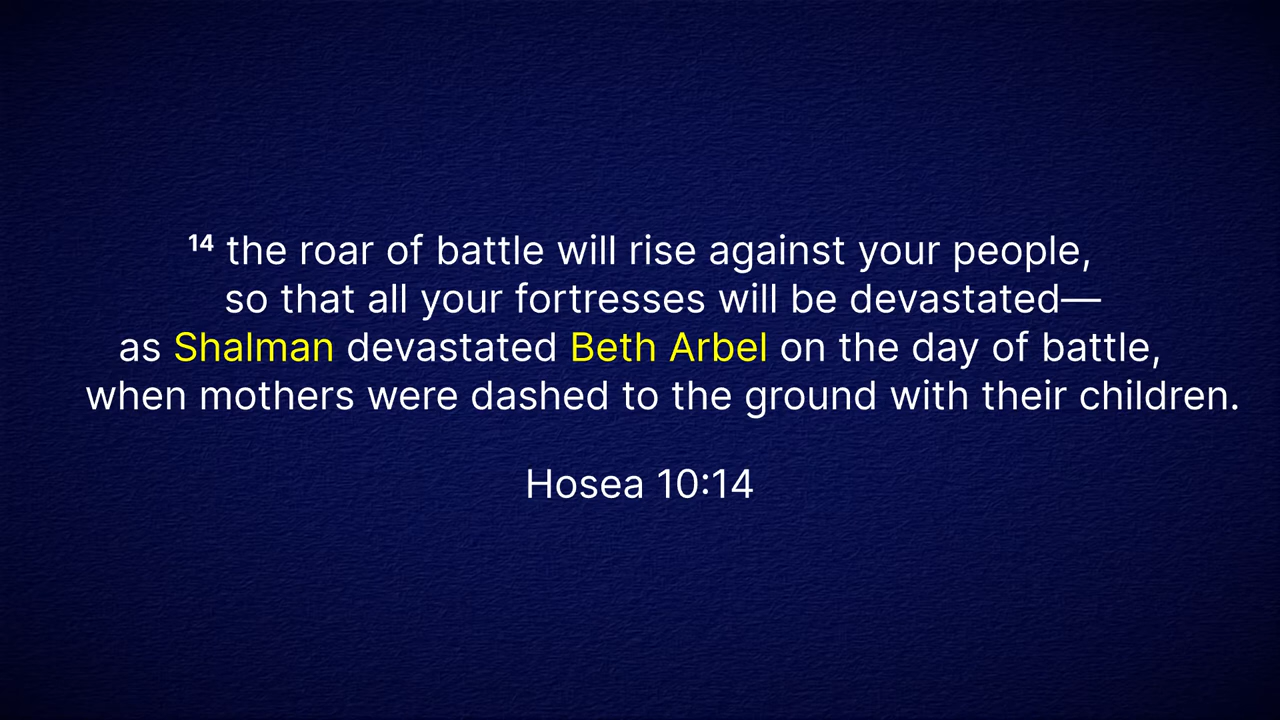 ¹⁴ the roar of battle will rise against your people,
so that all your fortresses will be devastated—
as Shalman devastated Beth Arbel on the day of battle,
when mothers were dashed to the ground with their children.
Hosea 10:14